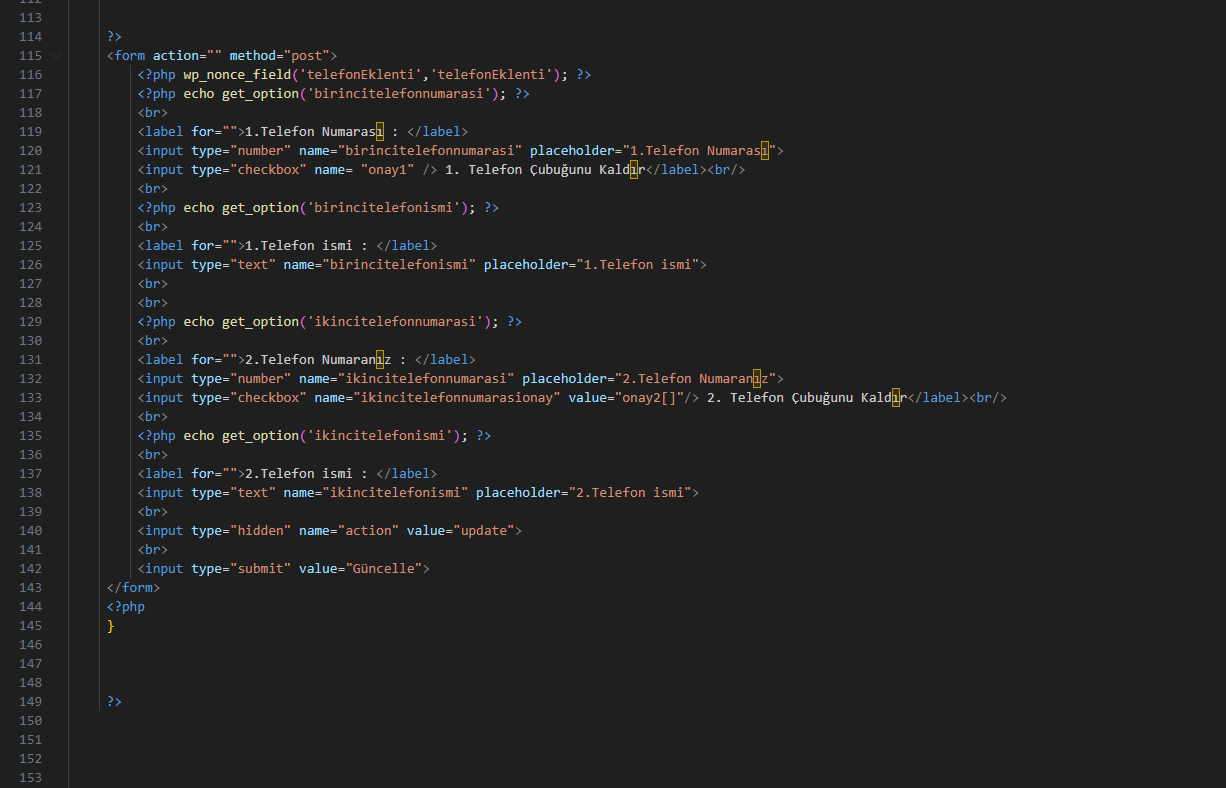 112
113
114 ?>
115 <form action="" method="post">
116 <?php wp_nonce_field('telefonEklenti','telefonEklenti'); ?>
117 <?php echo get_option('birincitelefonnumarasi'); ?>
118 <br>
119 <label for="">1.Telefon Numarası : </label>
120 <input type="number" name="birincitelefonnumarasi" placeholder="1.Telefon Numarası">
121 <input type="checkbox" name= "onay1" /> 1. Telefon Çubuğunu Kaldır</label><br/>
122 <br>
123 <?php echo get_option('birincitelefonismi'); ?>
124 <br>
125 <label for="">1.Telefon ismi : </label>
126 <input type="text" name="birincitelefonismi" placeholder="1.Telefon ismi">
127 <br>
128 <br>
129 <?php echo get_option('ikincitelefonnumarasi'); ?>
130 <br>
131 <label for="">2.Telefon Numaranız : </label>
132 <input type="number" name="ikincitelefonnumarasi" placeholder="2.Telefon Numaranız">
133 <input type="checkbox" name="ikincitelefonnumarasionay" value="onay2[]"/> 2. Telefon Çubuğunu Kaldır</label><br/>
134 <br>
135 <?php echo get_option('ikincitelefonismi'); ?>
136 <br>
137 <label for="">2.Telefon ismi : </label>
138 <input type="text" name="ikincitelefonismi" placeholder="2.Telefon ismi">
139 <br>
140 <input type="hidden" name="action" value="update">
141 <br>
142 <input type="submit" value="Güncelle">
143 </form>
144 <?php
145 }
146
147
148
149 ?>
150
151
152
153